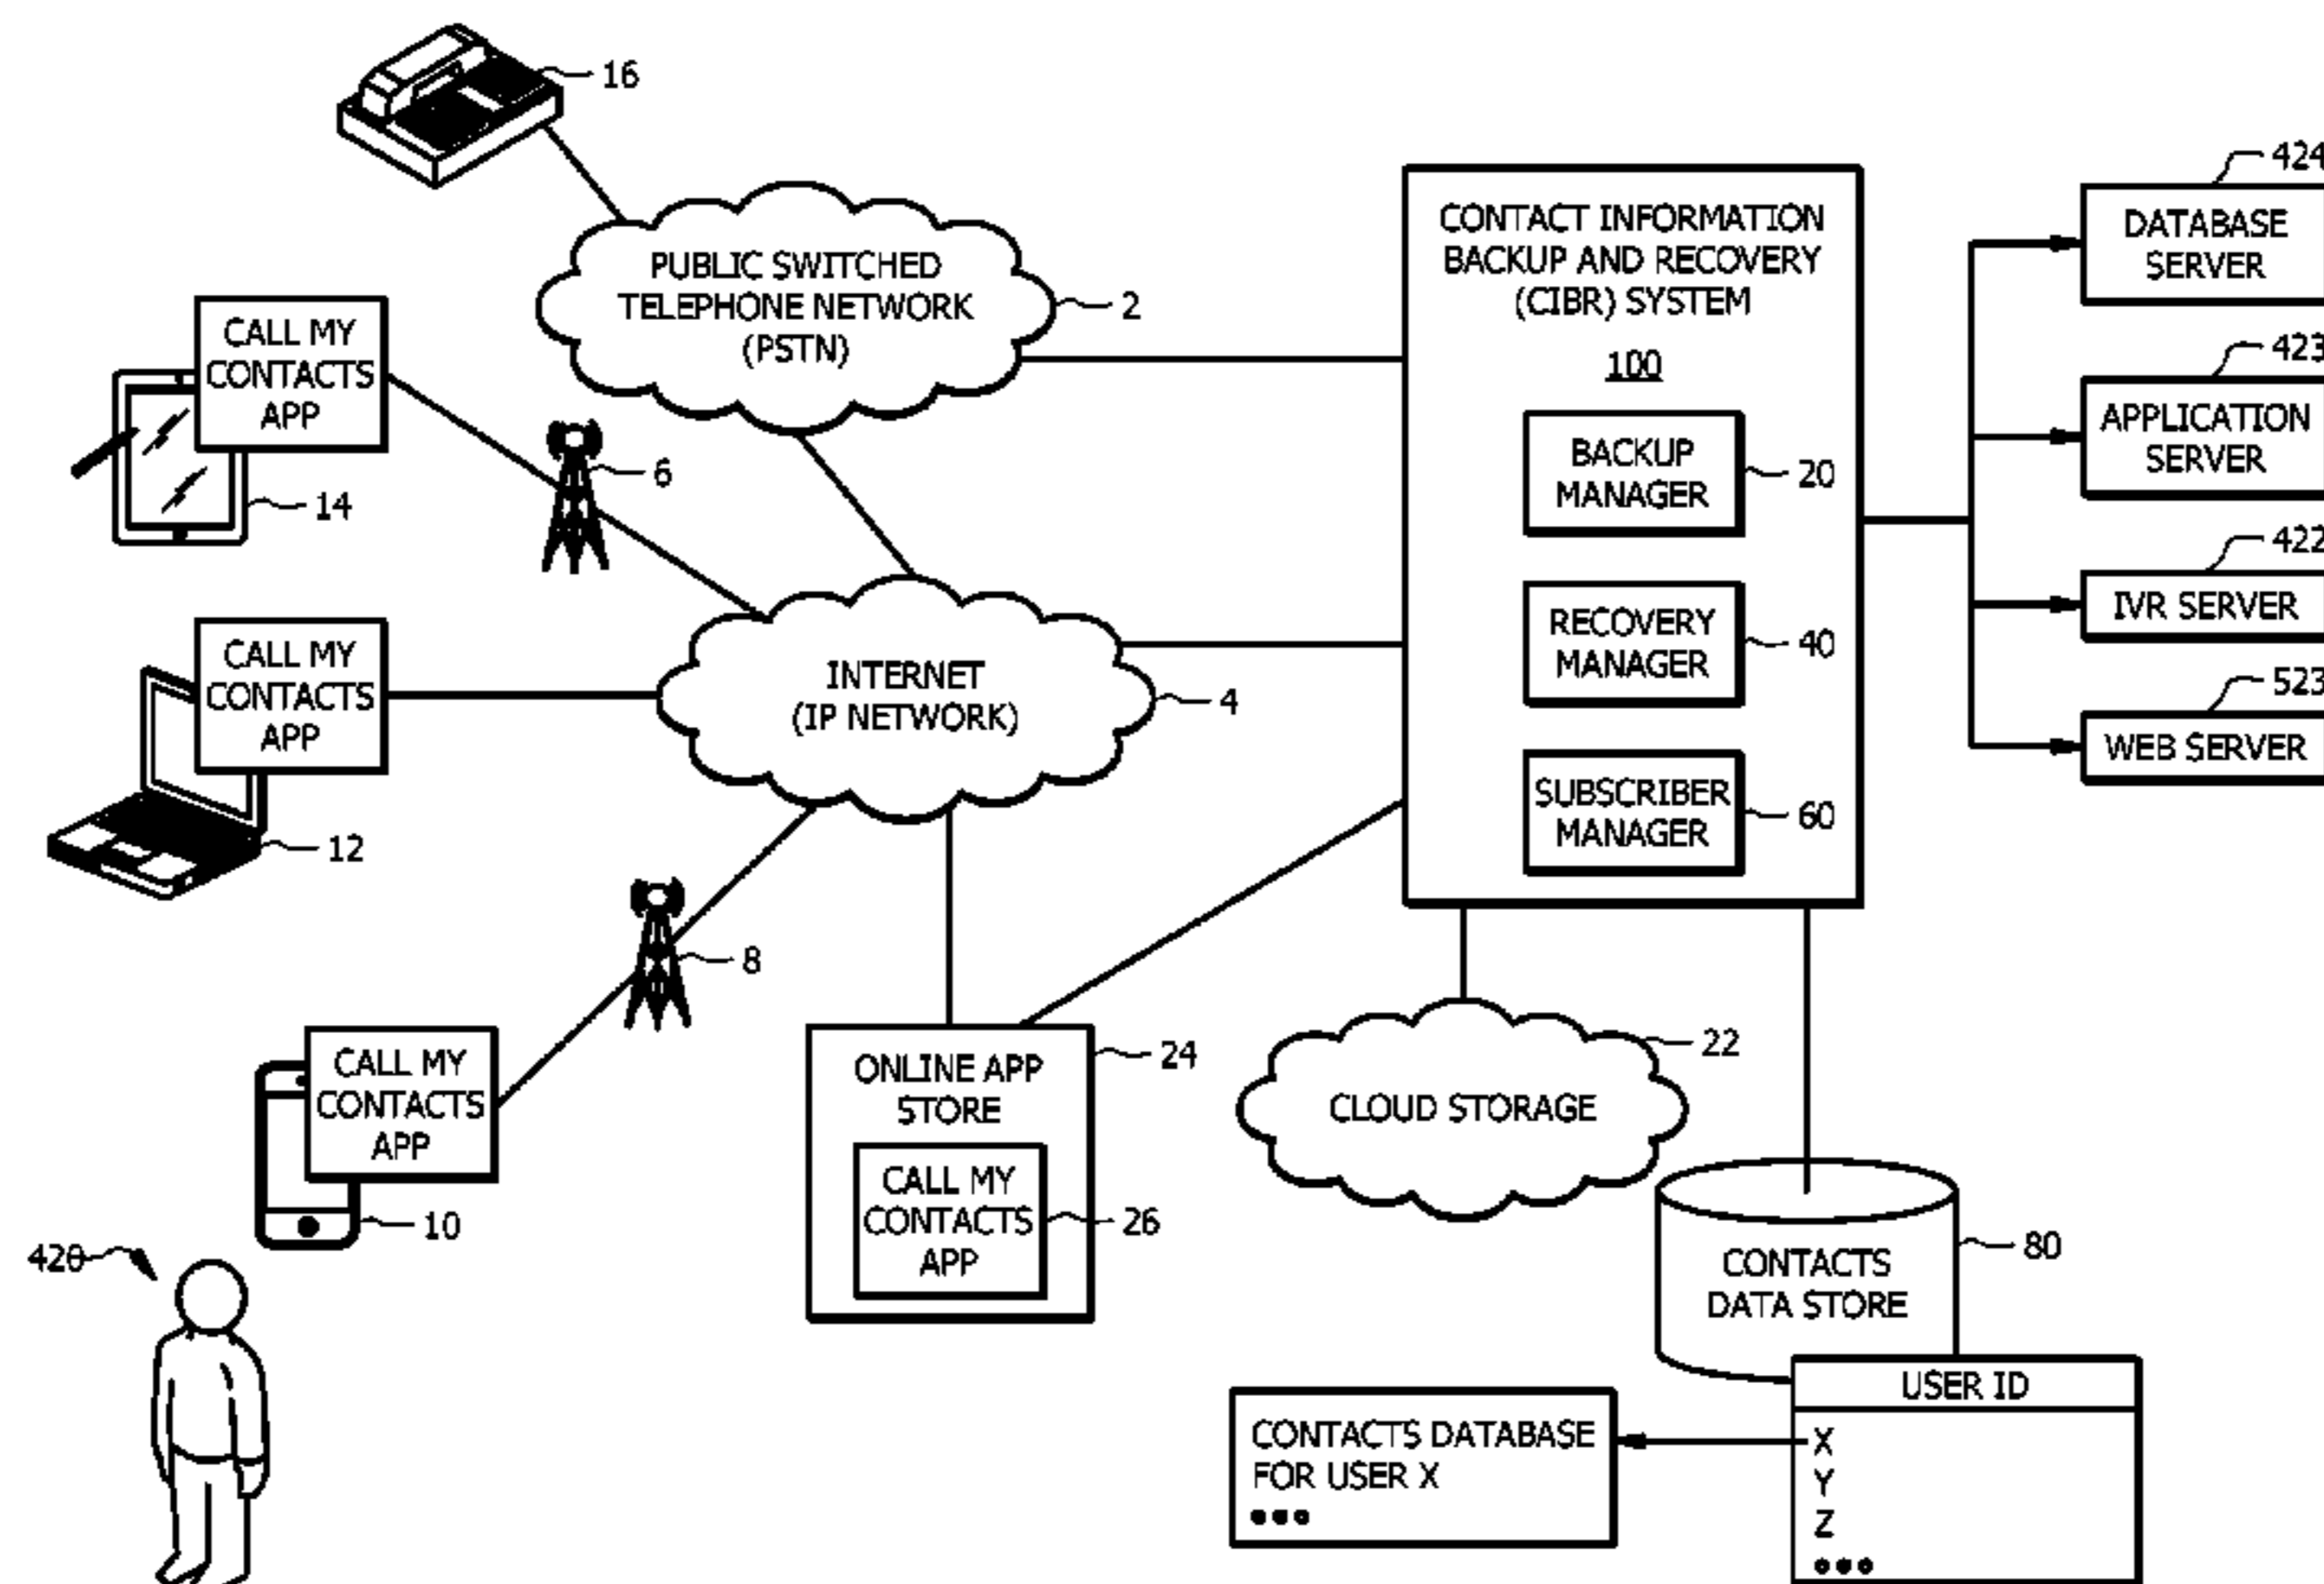 16
PUBLIC SWITCHED
TELEPHONE NETWORK
(PSTN)
2
CALL MY
CONTACTS
APP
14
6
CALL MY
CONTACTS
APP
12
INTERNET
(IP NETWORK)
4
8
CALL MY
CONTACTS
APP
10
420
ONLINE APP
STORE
24
CALL MY
CONTACTS
APP
26
CONTACT INFORMATION
BACKUP AND RECOVERY
(CIBR) SYSTEM
100
BACKUP
MANAGER
20
RECOVERY
MANAGER
40
SUBSCRIBER
MANAGER
60
424
DATABASE
SERVER
423
APPLICATION
SERVER
422
IVR SERVER
523
WEB SERVER
CLOUD STORAGE
22
CONTACTS
DATA STORE
80
USER ID
X
Y
Z
•••
CONTACTS DATABASE
FOR USER X
•••